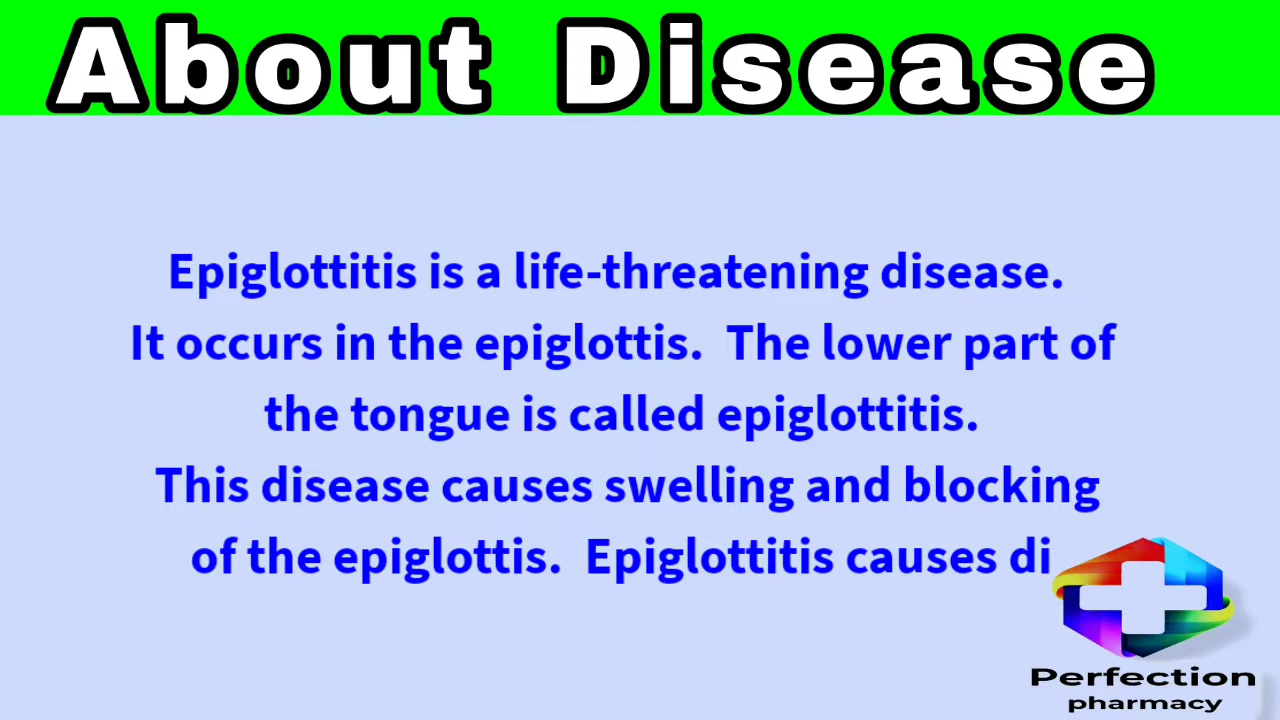 About Disease
Epiglottitis is a life-threatening disease.
It occurs in the epiglottis. The lower part of
the tongue is called epiglottitis.
This disease causes swelling and blocking
of the epiglottis. Epiglottitis causes di
Perfection
pharmacy